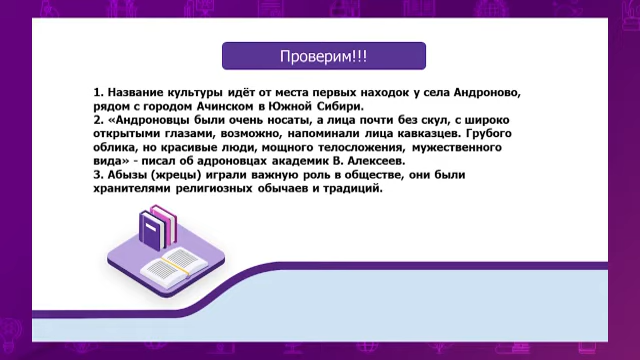 Проверим!!!
1. Название культуры идёт от места первых находок у села Андроново,
рядом с городом Ачинском в Южной Сибири.
2. «Андроновцы были очень носаты, а лица почти без скул, с широко
открытыми глазами, возможно, напоминали лица кавказцев. Грубого
облика, но красивые люди, мощного телосложения, мужественного
вида» - писал об адроновцах академик В. Алексеев.
3. Абызы (жрецы) играли важную роль в обществе, они были
хранителями религиозных обычаев и традиций.